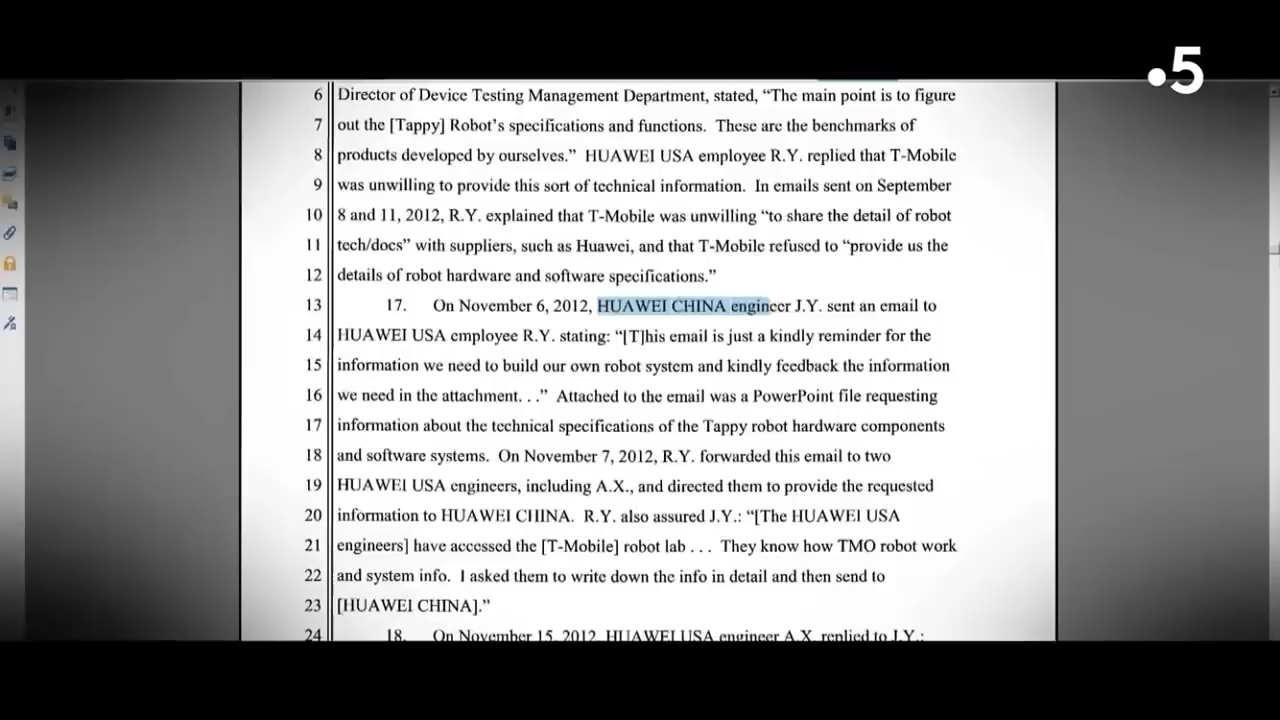 5
6 Director of Device Testing Management Department, stated, “The main point is to figure
7 out the [Tappy] Robot’s specifications and functions. These are the benchmarks of
8 products developed by ourselves.” HUAWEI USA employee R.Y. replied that T-Mobile
9 was unwilling to provide this sort of technical information. In emails sent on September
10 8 and 11, 2012, R.Y. explained that T-Mobile was unwilling “to share the detail of robot
11 tech/docs” with suppliers, such as Huawei, and that T-Mobile refused to “provide us the
12 details of robot hardware and software specifications.”
13 17. On November 6, 2012, HUAWEI CHINA engineer J.Y. sent an email to
14 HUAWEI USA employee R.Y. stating: “[T]his email is just a kindly reminder for the
15 information we need to build our own robot system and kindly feedback the information
16 we need in the attachment. . .” Attached to the email was a PowerPoint file requesting
17 information about the technical specifications of the Tappy robot hardware components
18 and software systems. On November 7, 2012, R.Y. forwarded this email to two
19 HUAWEI USA engineers, including A.X., and directed them to provide the requested
20 information to HUAWEI CHINA. R.Y. also assured J.Y.: “[The HUAWEI USA
21 engineers] have accessed the [T-Mobile] robot lab . . . They know how TMO robot work
22 and system info. I asked them to write down the info in detail and then send to
23 [HUAWEI CHINA].”
24 18. On November 15, 2012, HUAWEI USA engineer A.X. replied to J.Y.: